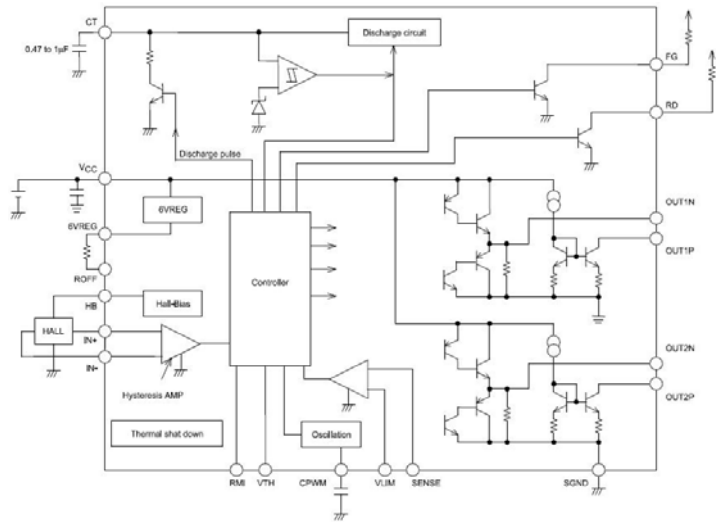 CT
Discharge circuit
0.47 to 1μF
FG
RD
Discharge pulse
VCC
6VREG
6VREG
ROFF
HB
Hall-Bias
HALL
IN+
IN-
Hysteresis AMP
Controller
OUT1N
OUT1P
OUT2N
OUT2P
Thermal shat down
Oscillation
RMI
VTH
CPWM
VLIM
SENSE
SGND